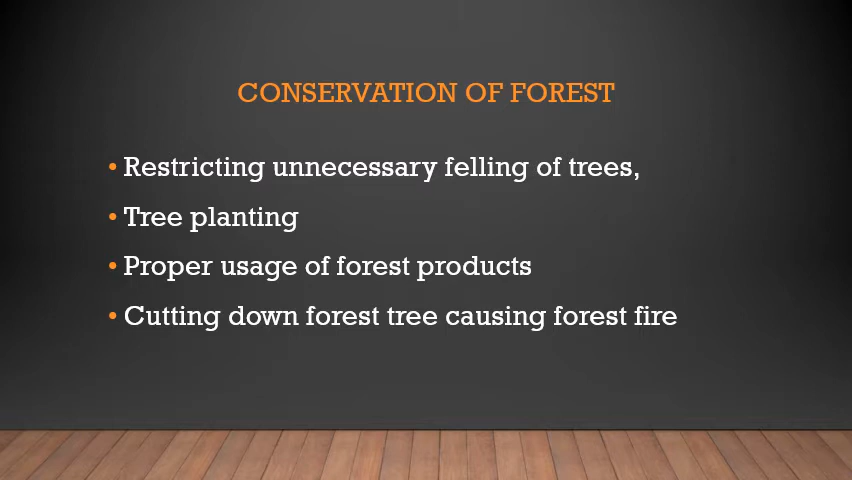 CONSERVATION OF FOREST
• Restricting unnecessary felling of trees,
• Tree planting
• Proper usage of forest products
• Cutting down forest tree causing forest fire